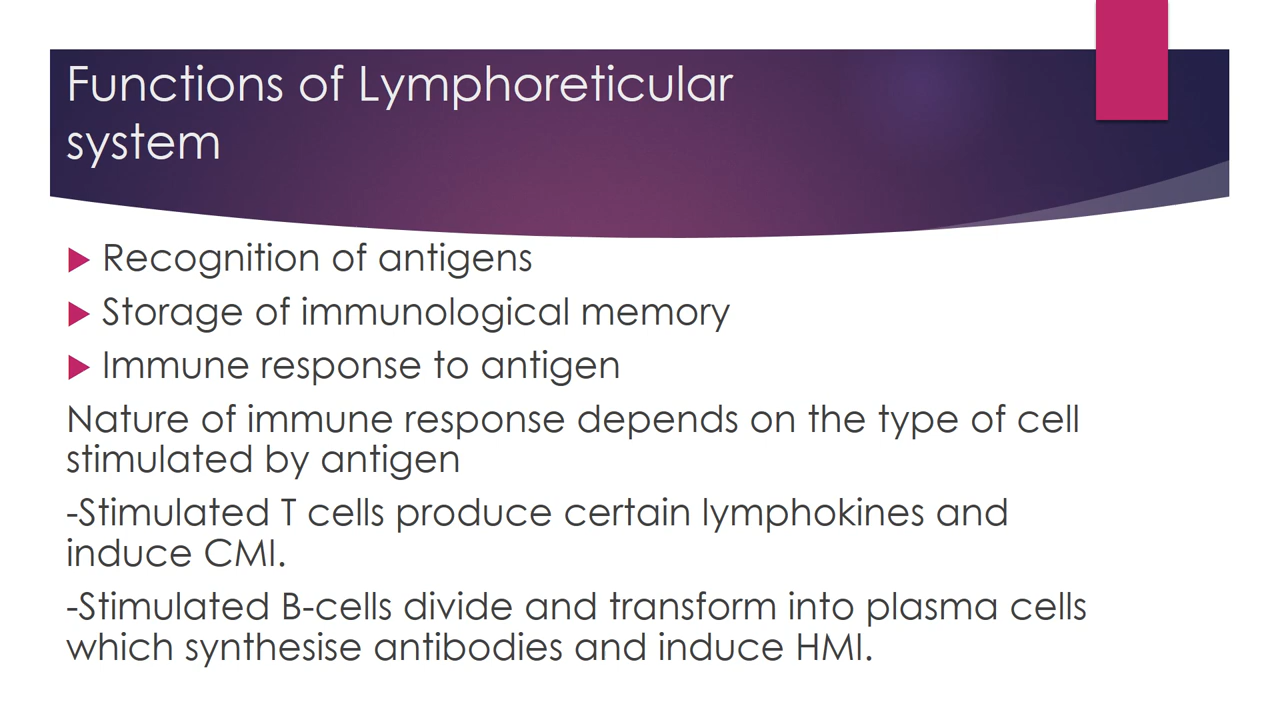 Functions of Lymphoreticular
system
Recognition of antigens
Storage of immunological memory
Immune response to antigen
Nature of immune response depends on the type of cell
stimulated by antigen
-Stimulated T cells produce certain lymphokines and
induce CMI.
-Stimulated B-cells divide and transform into plasma cells
which synthesise antibodies and induce HMI.